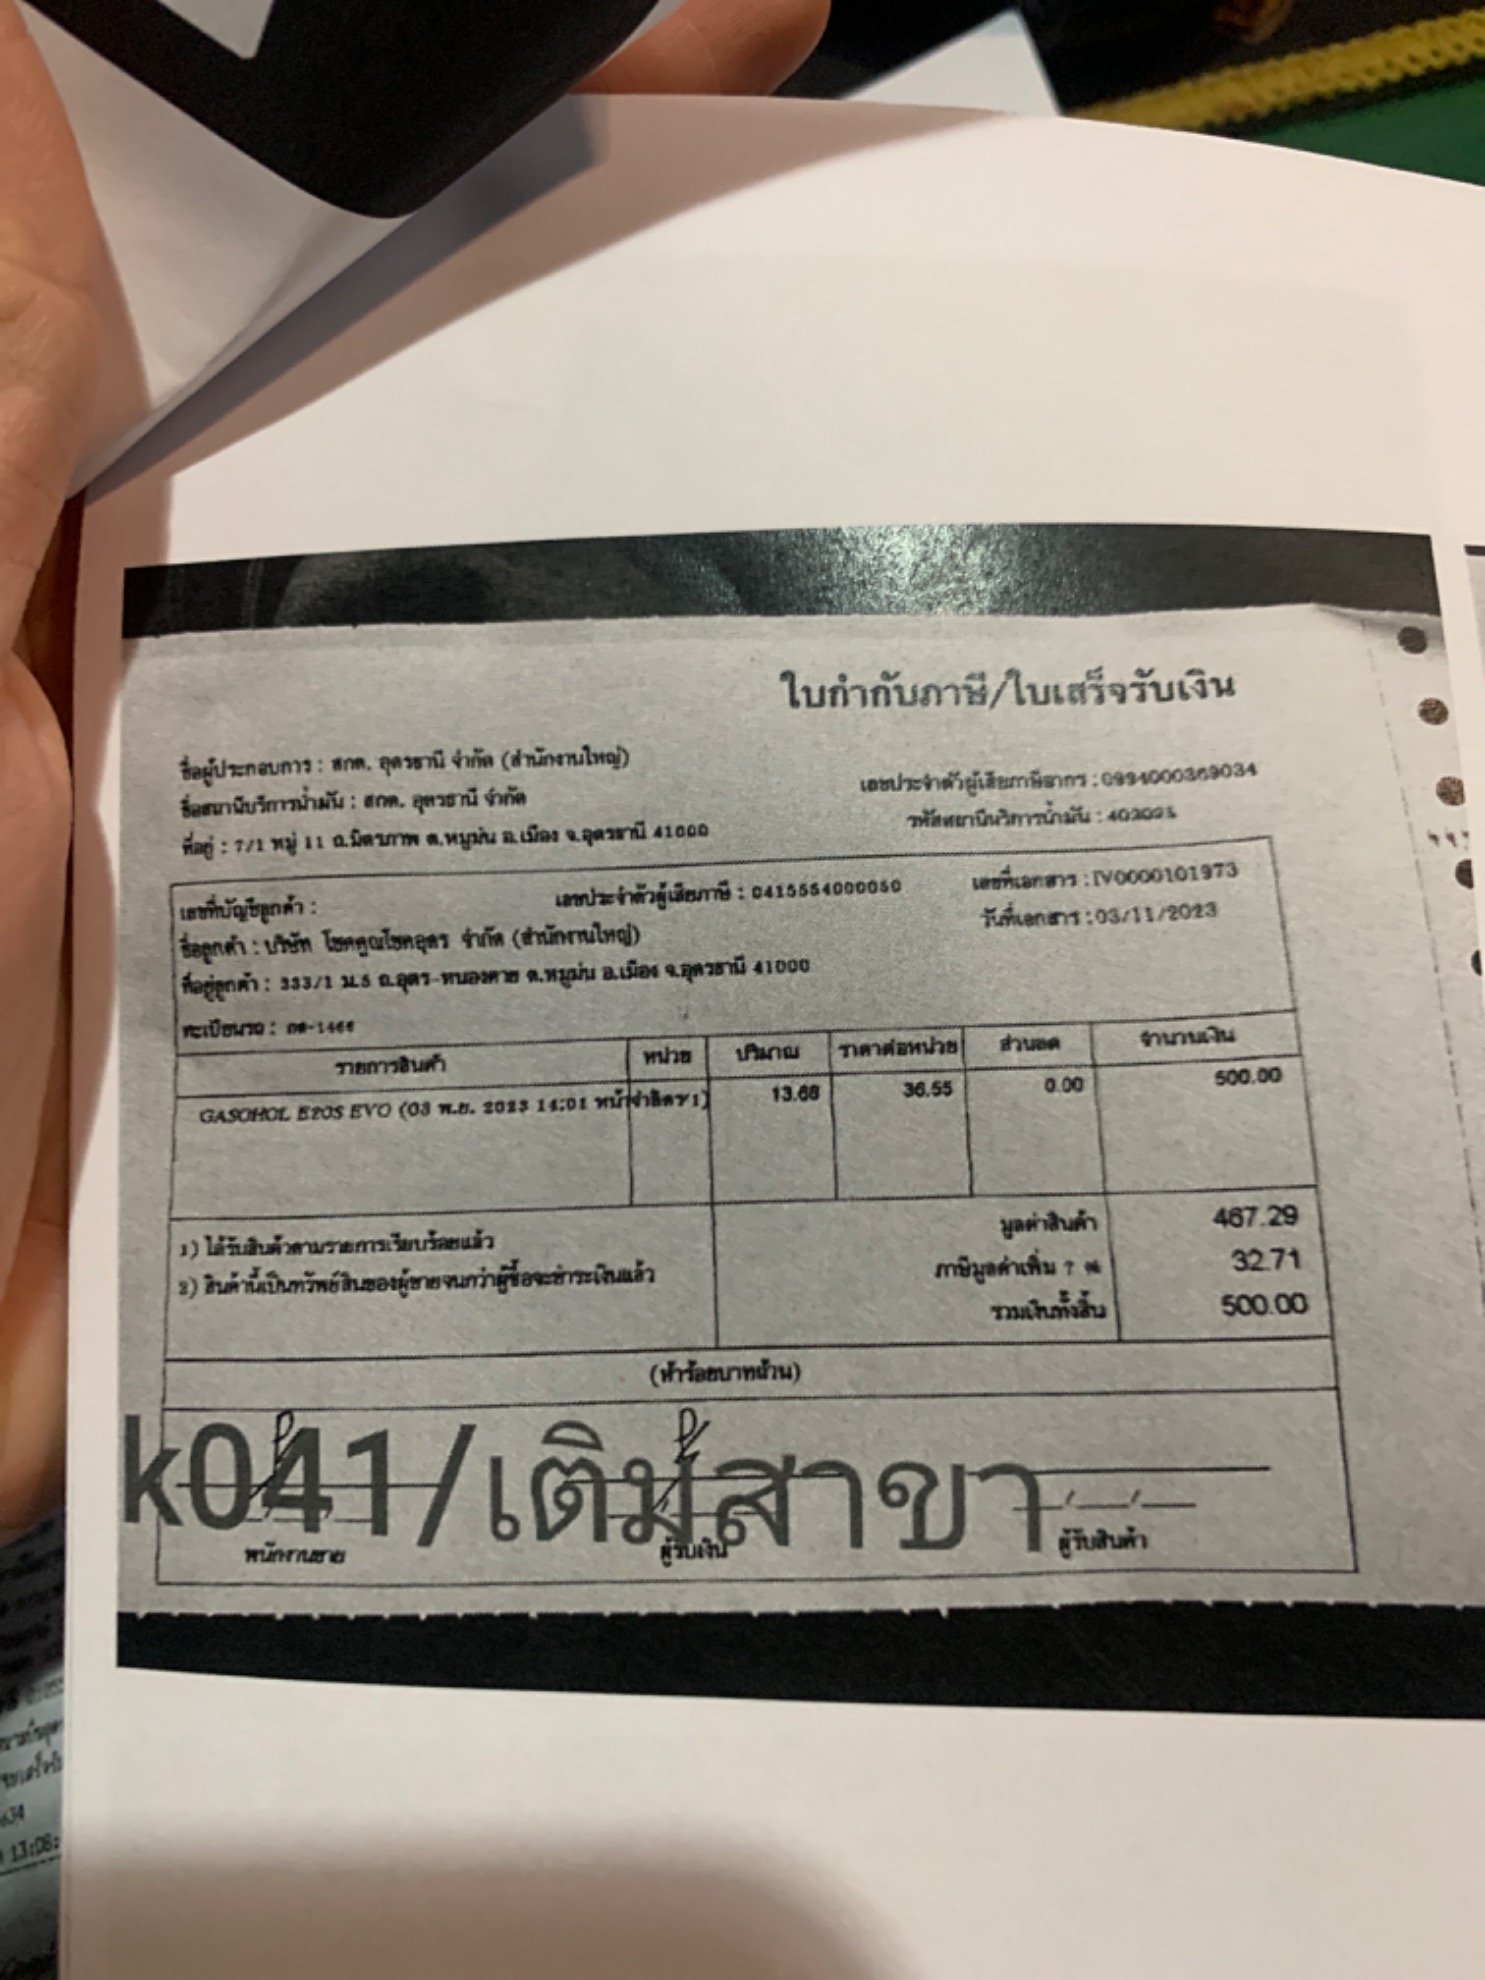 ใบกำกับภาษี/ใบเสร็จรับเงิน
ชื่อผู้ประกอบการ : สกต. อุดรธานี จำกัด (สำนักงานใหญ่)
เลขประจำตัวผู้เสียภาษีอากร : 0994000369034
ชื่อสถานีบริการน้ำมัน : สกต. อุดรธานี จำกัด
รหัสสถานีบริการน้ำมัน :
ที่อยู่ : 7/1 หมู่ 11 ถ.มิตรภาพ ต.หมูม่น อ.เมือง จ.อุดรธานี 41000
เลขที่บัญชีลูกค้า :
เลขประจำตัวผู้เสียภาษี : 0415554000050
เลขที่เอกสาร : IV0000101973
ชื่อลูกค้า : บริษัท โชคคูณโชคอุดร จำกัด (สำนักงานใหญ่)
วันที่เอกสาร : 03/11/2023
ที่อยู่ลูกค้า : 333/1 ม.5 ถ.อุดร-หนองคาย ต.หมูม่น อ.เมือง จ.อุดรธานี 41000
ทะเบียนรถ :
รายการสินค้า หน่วย ปริมาณ ราคาต่อหน่วย ส่วนลด จำนวนเงิน
GASOHOL E20S EVO (03 พ.ย. 2023 14:01 13.68 36.55 0.00 500.00
1) ได้รับสินค้าตามรายการเรียบร้อยแล้ว
2) สินค้านี้เป็นทรัพย์สินของผู้ขายจนกว่าผู้ซื้อจะชำระเงินแล้ว
มูลค่าสินค้า 467.29
ภาษีมูลค่าเพิ่ม 7 % 32.71
รวมเงินทั้งสิ้น 500.00
(ห้าร้อยบาทถ้วน)
k041/เติมสาขา
พนักงานขาย ผู้รับเงิน ผู้รับสินค้า